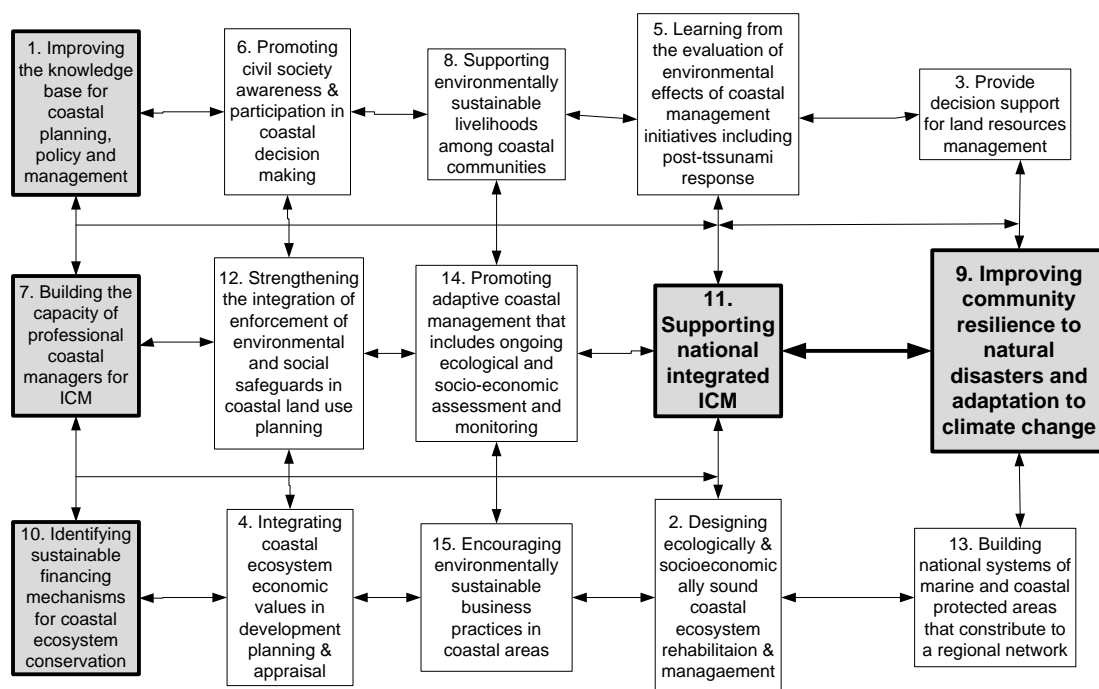 1. Improving
the knowledge
base for
coastal
planning,
policy and
management
6. Promoting
civil society
awareness &
participation in
coastal
decision
making
8. Supporting
environmentally
sustainable
livelihoods
among coastal
communities
5. Learning from
the evaluation of
environmental
effects of coastal
management
initiatives including
post-tssunami
response
3. Provide
decision support
for land resources
management
7. Building the
capacity of
professional
coastal
managers for
ICM
12. Strengthening
the integration of
enforcement of
environmental
and social
safeguards in
coastal land use
planning
14. Promoting
adaptive coastal
management that
includes ongoing
ecological and
socio-economic
assessment and
monitoring
11.
Supporting
national
integrated
ICM
9. Improving
community
resilience to
natural
disasters and
adaptation to
climate change
10. Identifying
sustainable
financing
mechanisms
for coastal
ecosystem
conservation
4. Integrating
coastal
ecosystem
economic
values in
development
planning &
appraisal
15. Encouraging
environmentally
sustainable
business
practices in
coastal areas
2. Designing
ecologically &
socioeconomic
ally sound
coastal
ecosystem
rehabilitaion &
managaement
13. Building
national systems of
marine and coastal
protected areas
that constribute to
a regional network